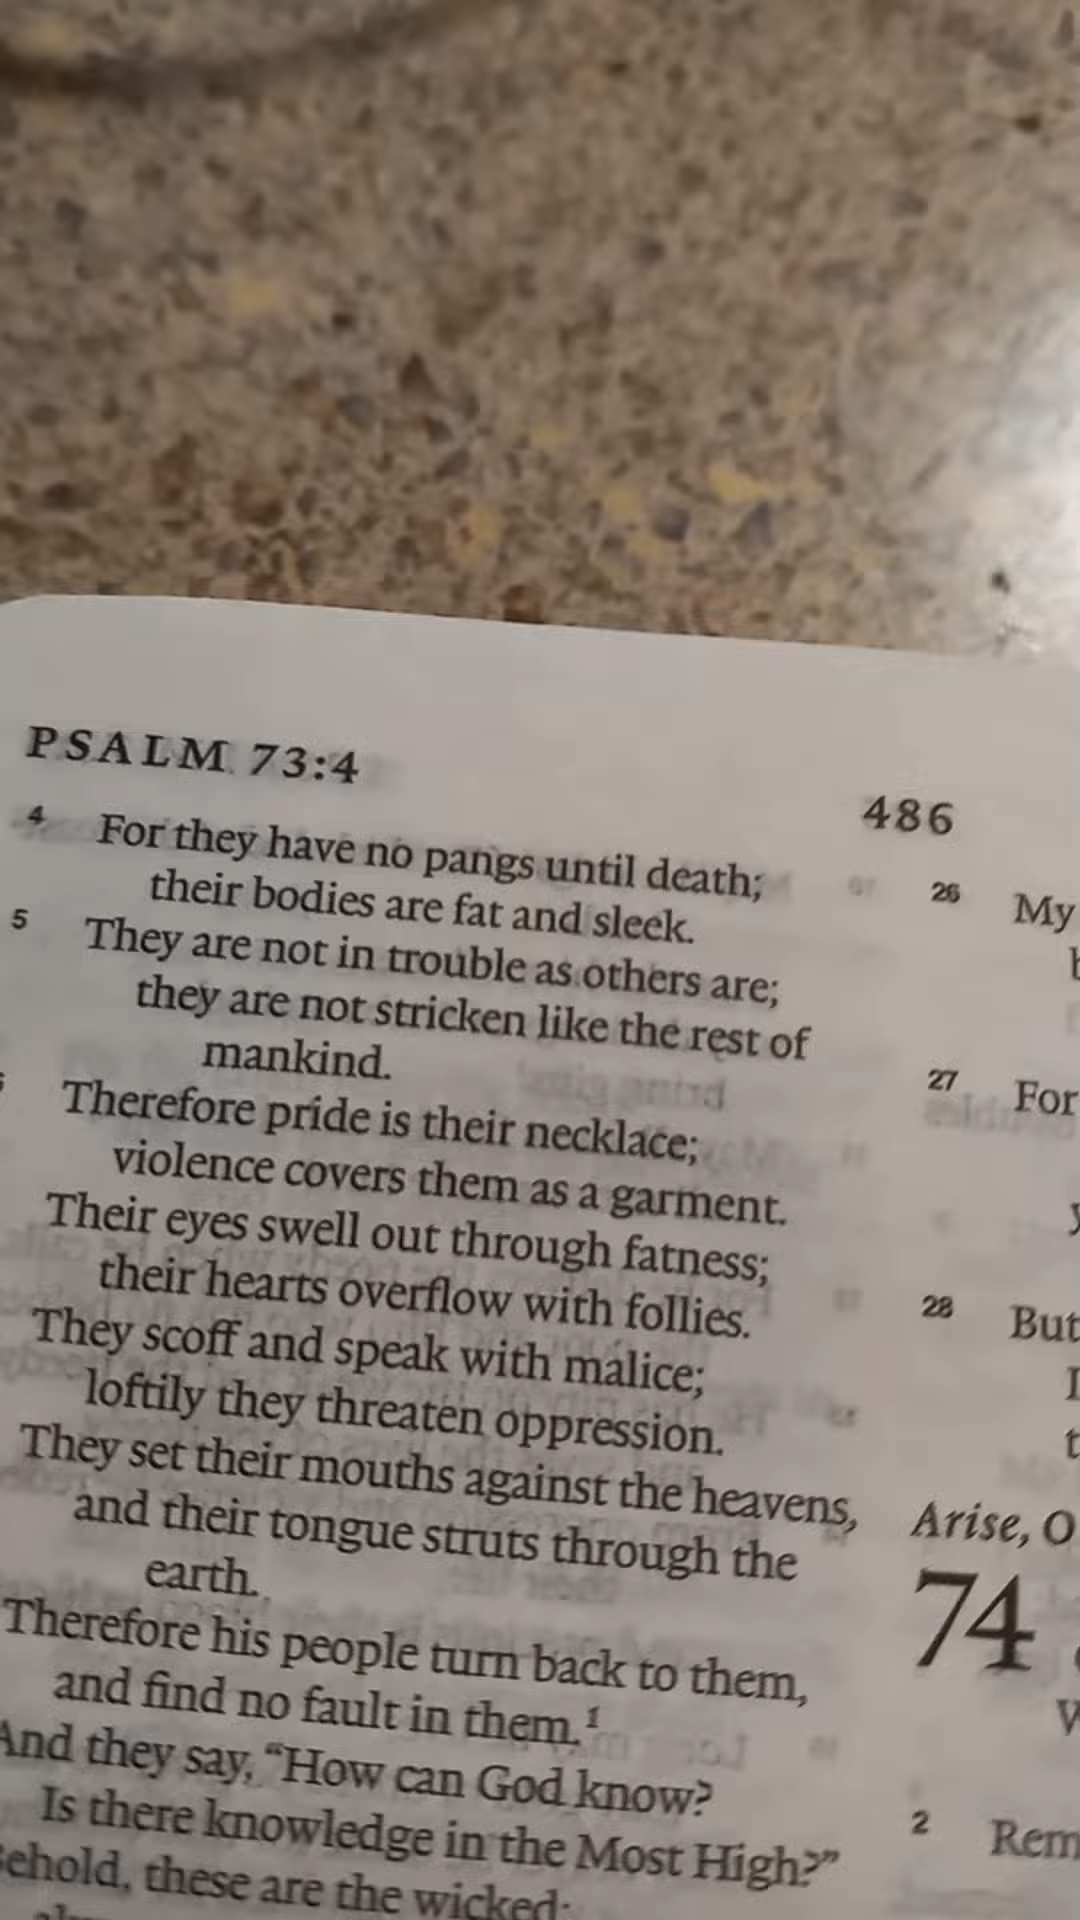 PSALM 73:4
486
4 For they have no pangs until death;
their bodies are fat and sleek.
5 They are not in trouble as others are;
they are not stricken like the rest of
mankind.
Therefore pride is their necklace;
violence covers them as a garment.
Their eyes swell out through fatness;
their hearts overflow with follies.
They scoff and speak with malice;
loftily they threaten oppression.
They set their mouths against the heavens,
and their tongue struts through the
earth.
Therefore his people turn back to them,
and find no fault in them.¹
And they say, “How can God know?
Is there knowledge in the Most High?”
these are the wicked;
26 My
27 For
28 But
Arise, O
74
2